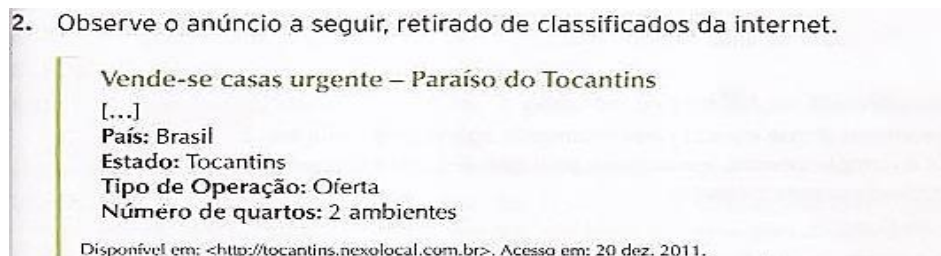 2. Observe o anúncio a seguir, retirado de classificados da internet.
Vende-se casas urgente – Paraíso do Tocantins
[...]
País: Brasil
Estado: Tocantins
Tipo de Operação: Oferta
Número de quartos: 2 ambientes
Disponível em: <http://tocantins.nexolocal.com.br>. Acesso em: 20 dez. 2011.